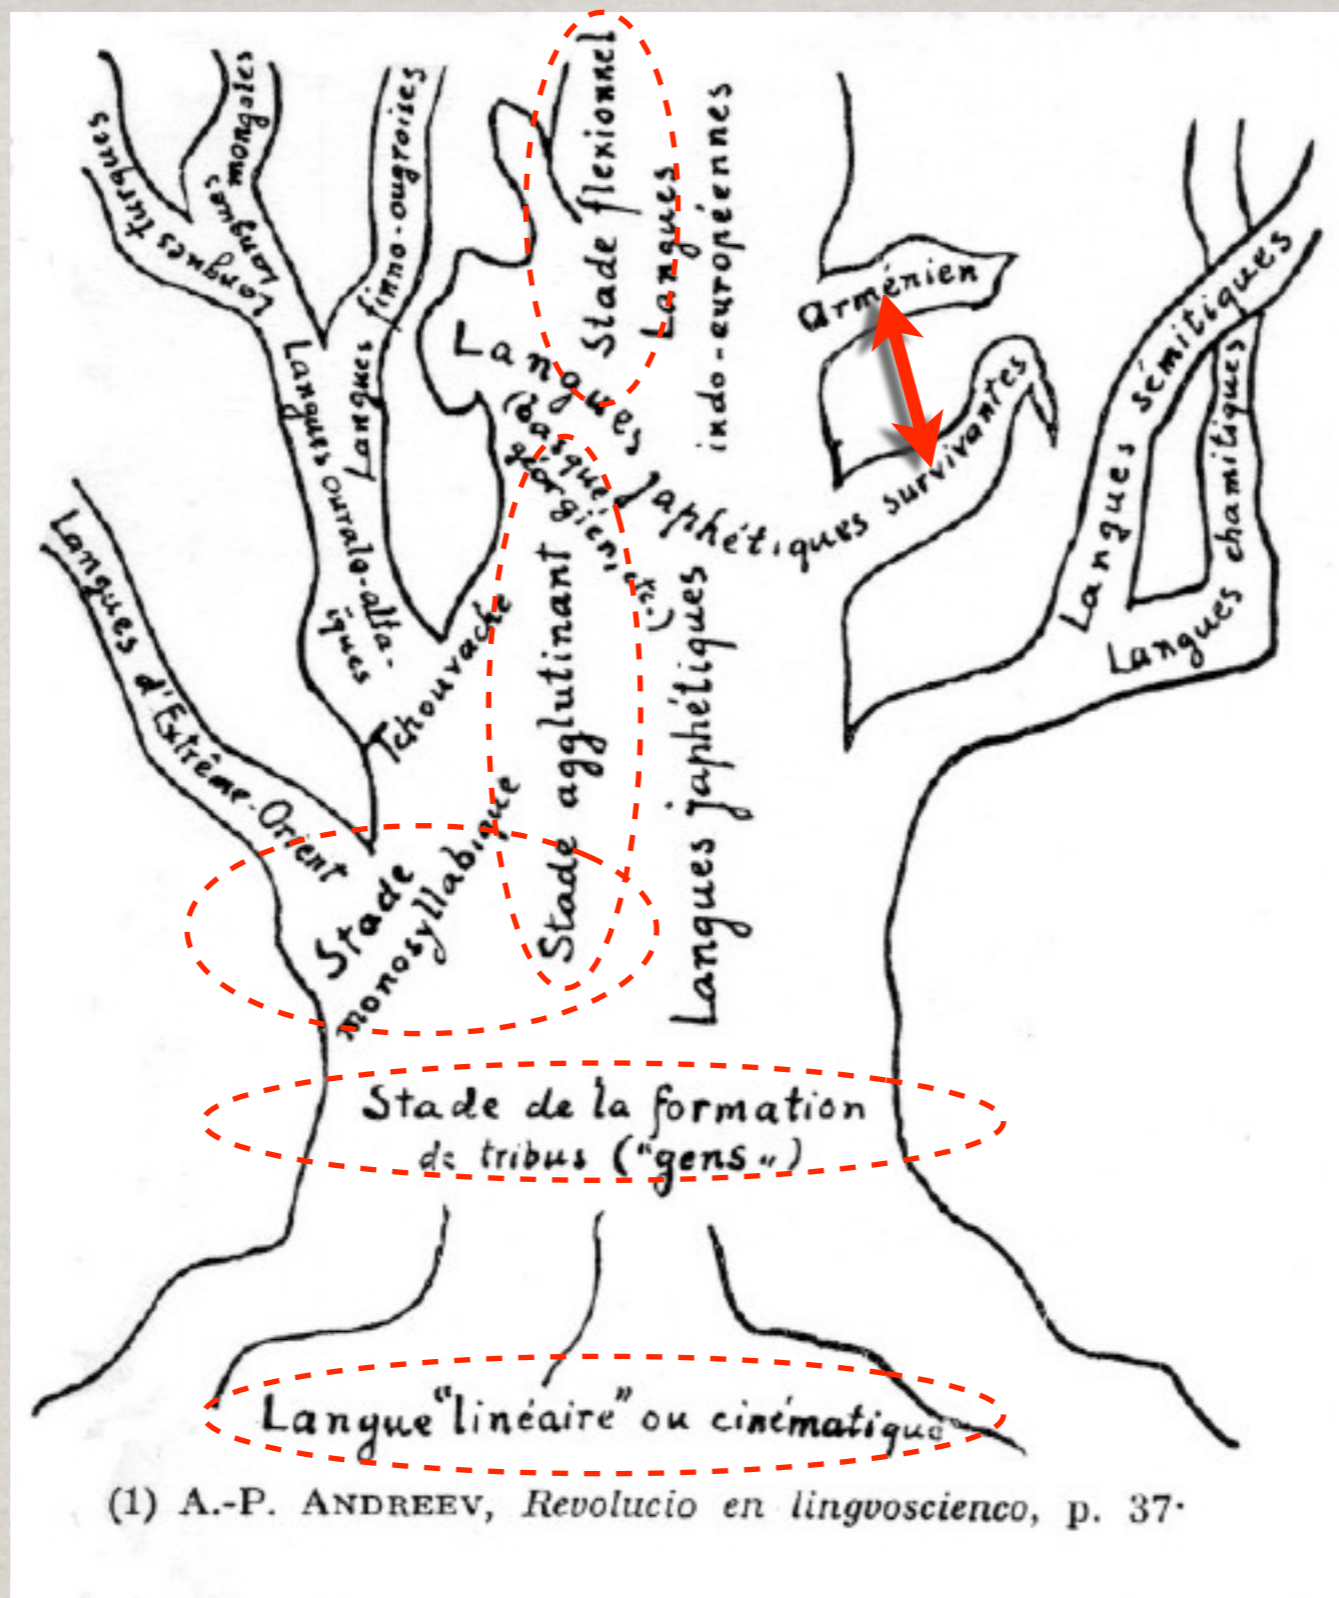 Langues turques
Langues mongoles
Langues finno-ougroises
Langues ouralo-alta-
ïques
Stade flexionnel
Langues
indo-européennes
Arménien
Langues sémitiques
Langues chamitiques
Langues japhétiques survivantes
(basque,
géorgien, etc.)
Tchouvache
Langues d'Extrême-Orient
Stade agglutinant
Langues japhétiques
Stade
monosyllabique
Stade de la formation
de tribus ("gens")
Langue "linéaire" ou cinématique
(1) A.-P. ANDREEV, Revolucio en lingvoscienco, p. 37.